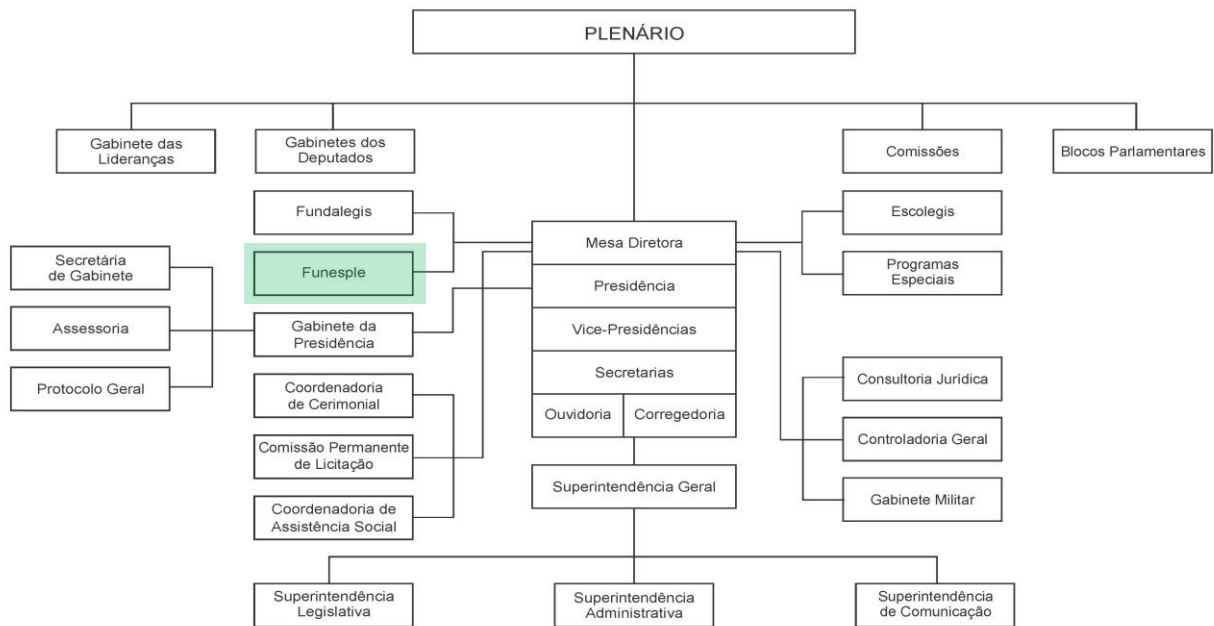 PLENÁRIO
Gabinete das
Lideranças
Gabinetes dos
Deputados
Comissões
Blocos Parlamentares
Fundalegis
Escolegis
Mesa Diretora
Secretária
de Gabinete
Funesple
Programas
Especiais
Presidência
Assessoria
Gabinete da
Presidência
Vice-Presidências
Protocolo Geral
Coordenadoria
de Cerimonial
Secretarias
Consultoria Jurídica
Ouvidoria
Corregedoria
Comissão Permanente
de Licitação
Controladoria Geral
Superintendência Geral
Coordenadoria de
Assistência Social
Gabinete Militar
Superintendência
Legislativa
Superintendência
Administrativa
Superintendência
de Comunicação